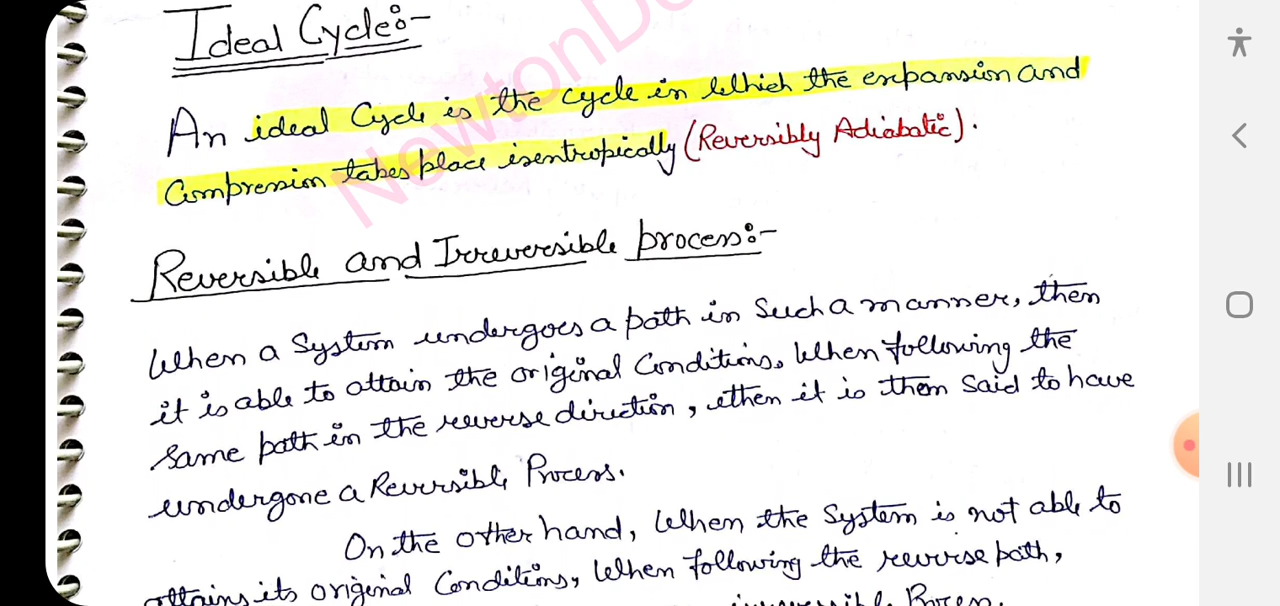 Ideal Cycle:-
An ideal Cycle is the cycle in which the expansion and
Compression takes place isentropically (Reversibly Adiabatic).
Reversible and Irreversible process:-
When a System undergoes a path in Such a manner, then
it is able to attain the original Conditions, When following the
same path in the reverse direction, then it is then said to have
undergone a Reversible Process.
On the other hand, When the System is not able to
attains its original Conditions, When following the reverse path,
irreversible Process.